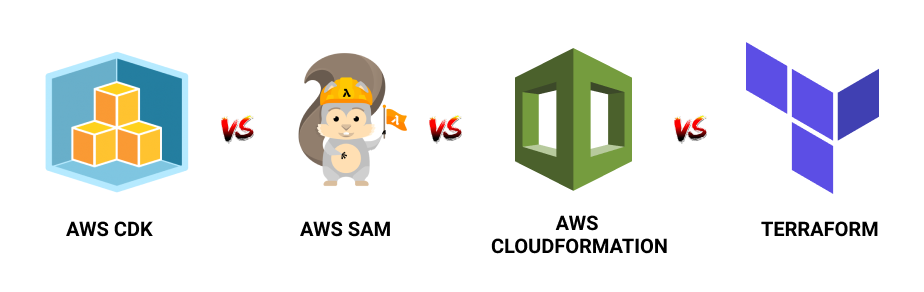 VS
VS
VS
λ
λ
AWS CDK
AWS SAM
AWS
CLOUDFORMATION
TERRAFORM